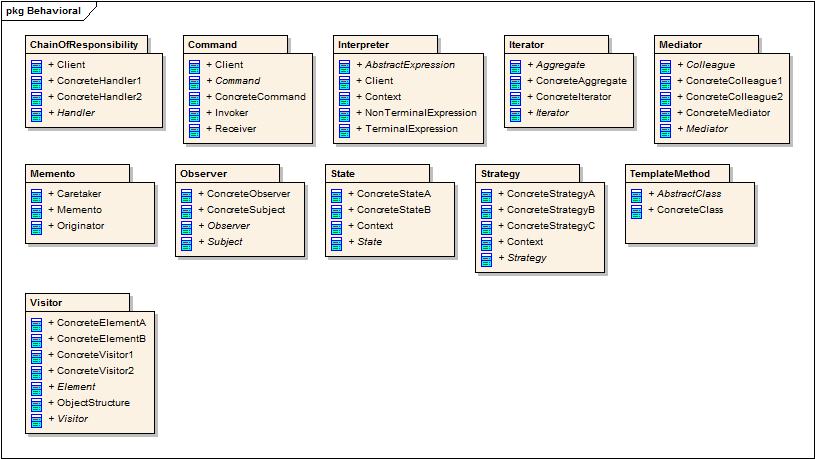 pkg Behavioral
ChainOfResponsibility
+ Client
+ ConcreteHandler1
+ ConcreteHandler2
+ Handler
Command
+ Client
+ Command
+ ConcreteCommand
+ Invoker
+ Receiver
Interpreter
+ AbstractExpression
+ Client
+ Context
+ NonTerminalExpression
+ TerminalExpression
Iterator
+ Aggregate
+ ConcreteAggregate
+ ConcreteIterator
+ Iterator
Mediator
+ Colleague
+ ConcreteColleague1
+ ConcreteColleague2
+ ConcreteMediator
+ Mediator
Memento
+ Caretaker
+ Memento
+ Originator
Observer
+ ConcreteObserver
+ ConcreteSubject
+ Observer
+ Subject
State
+ ConcreteStateA
+ ConcreteStateB
+ Context
+ State
Strategy
+ ConcreteStrategyA
+ ConcreteStrategyB
+ ConcreteStrategyC
+ Context
+ Strategy
TemplateMethod
+ AbstractClass
+ ConcreteClass
Visitor
+ ConcreteElementA
+ ConcreteElementB
+ ConcreteVisitor1
+ ConcreteVisitor2
+ Element
+ ObjectStructure
+ Visitor